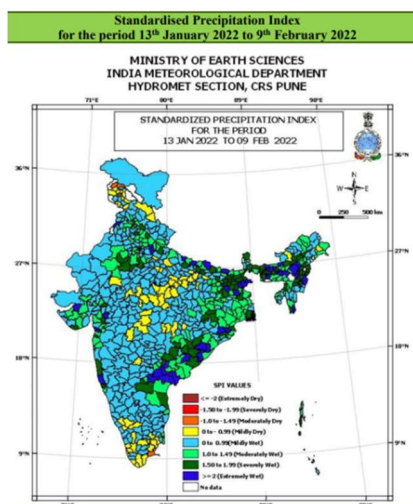 Standardised Precipitation Index
for the period 13th January 2022 to 9th February 2022
MINISTRY OF EARTH SCIENCES
INDIA METEOROLOGICAL DEPARTMENT
HYDROMET SECTION, CRS PUNE
71°E 80°E 89°E 98°E
STANDARDIZED PRECIPITATION INDEX
FOR THE PERIOD
13 JAN 2022 TO 09 FEB 2022
36°N
36°N
N
W E
S
0 250 500 km
27°N
27°N
18°N
18°N
9°N
9°N
SPI VALUES
<= -2 (Extremely Dry)
-1.50 to -1.99 (Severely Dry)
-1.0 to -1.49 (Moderately Dry)
0 to - 0.99 (Mildly Dry)
0 to 0.99 (Mildly Wet)
1.0 to 1.49 (Moderately Wet)
1.50 to 1.99 (Severely Wet)
>= 2 (Extremely Wet)
No data